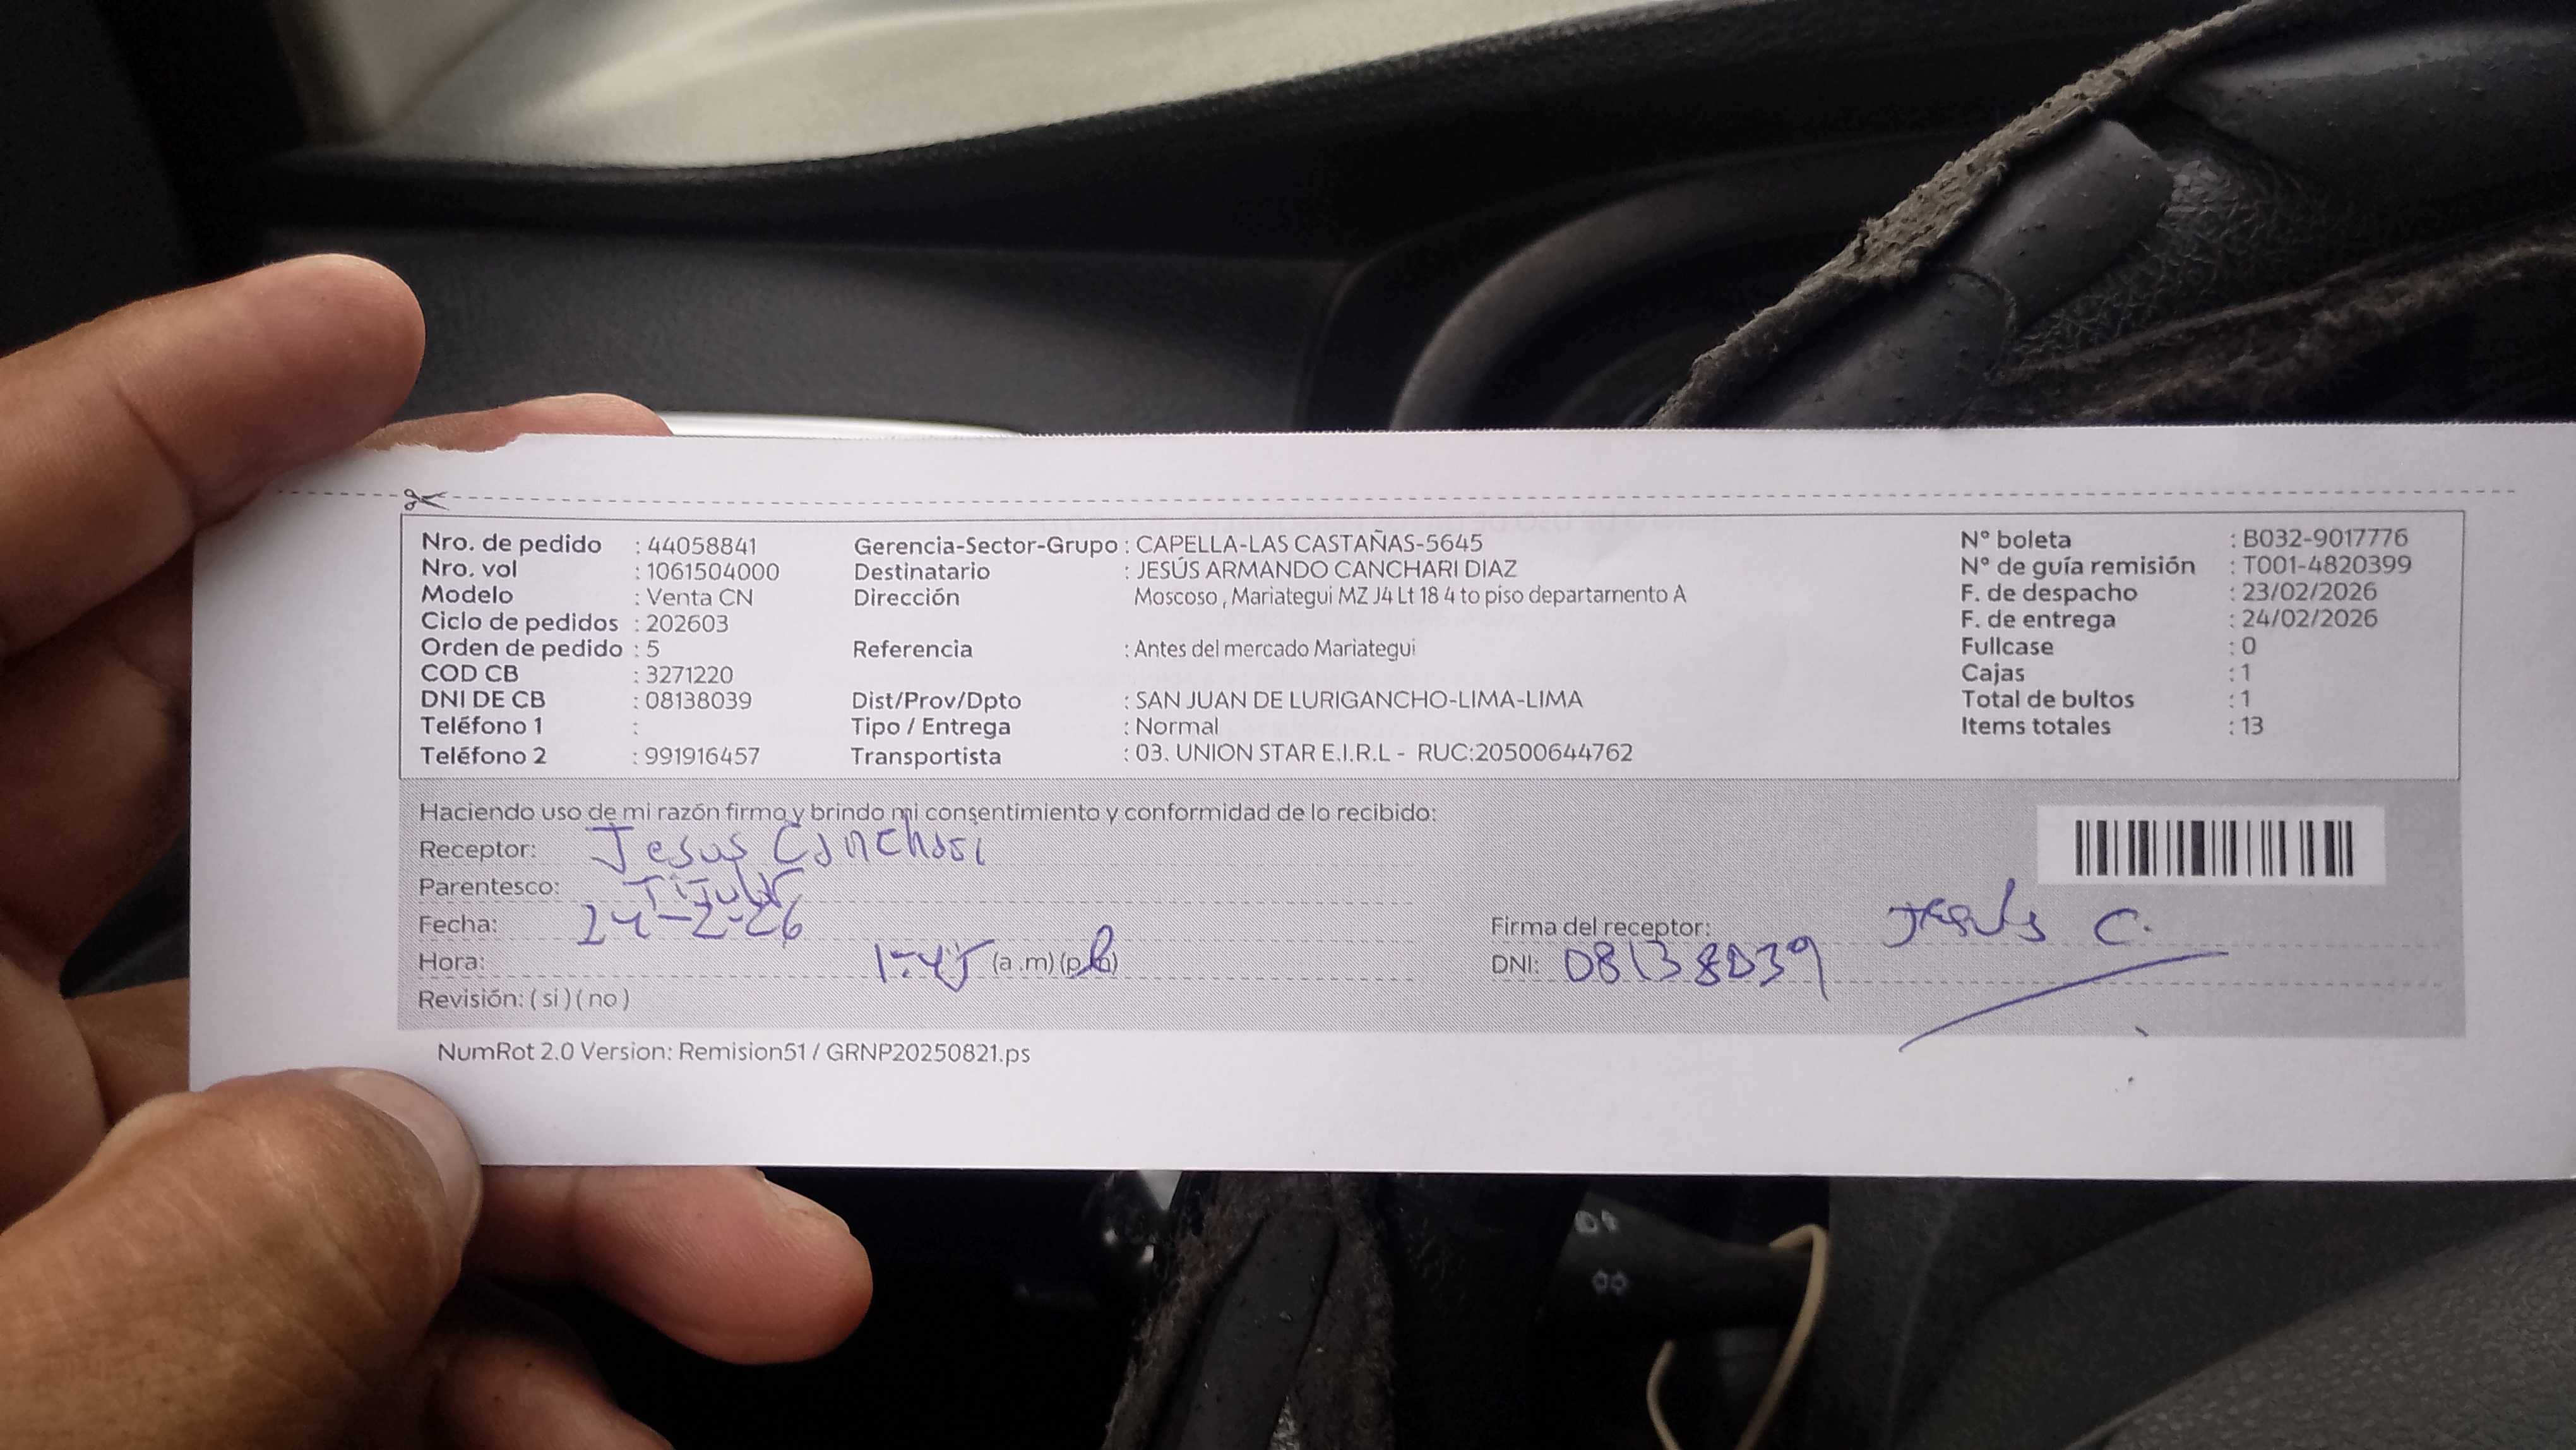 Nro. de pedido : 44058841 Gerencia-Sector-Grupo : CAPELLA-LAS CASTAÑAS-5645 N° boleta : B032-9017776
Nro. vol : 1061504000 Destinatario : JESÚS ARMANDO CANCHARI DIAZ N° de guía remisión : T001-4820399
Modelo : Venta CN Dirección Moscoso , Mariategui MZ J4 Lt 18 4 to piso departamento A F. de despacho : 23/02/2026
Ciclo de pedidos : 202603 F. de entrega : 24/02/2026
Orden de pedido : 5 Referencia : Antes del mercado Mariategui Fullcase : 0
COD CB : 3271220 Cajas : 1
DNI DE CB : 08138039 Dist/Prov/Dpto : SAN JUAN DE LURIGANCHO-LIMA-LIMA Total de bultos : 1
Teléfono 1 : Tipo / Entrega : Normal Items totales : 13
Teléfono 2 : 991916457 Transportista : 03. UNION STAR E.I.R.L - RUC:20500644762
Haciendo uso de mi razón firmo y brindo mi consentimiento y conformidad de lo recibido:
Receptor: Jesus Canchari
Parentesco: Titular
Fecha: 24-2-26 Firma del receptor: Jesús C.
Hora: 1:45 (a .m) (p.m) DNI: 08138039
Revisión: ( si ) ( no )
NumRot 2.0 Version: Remision51 / GRNP20250821.ps